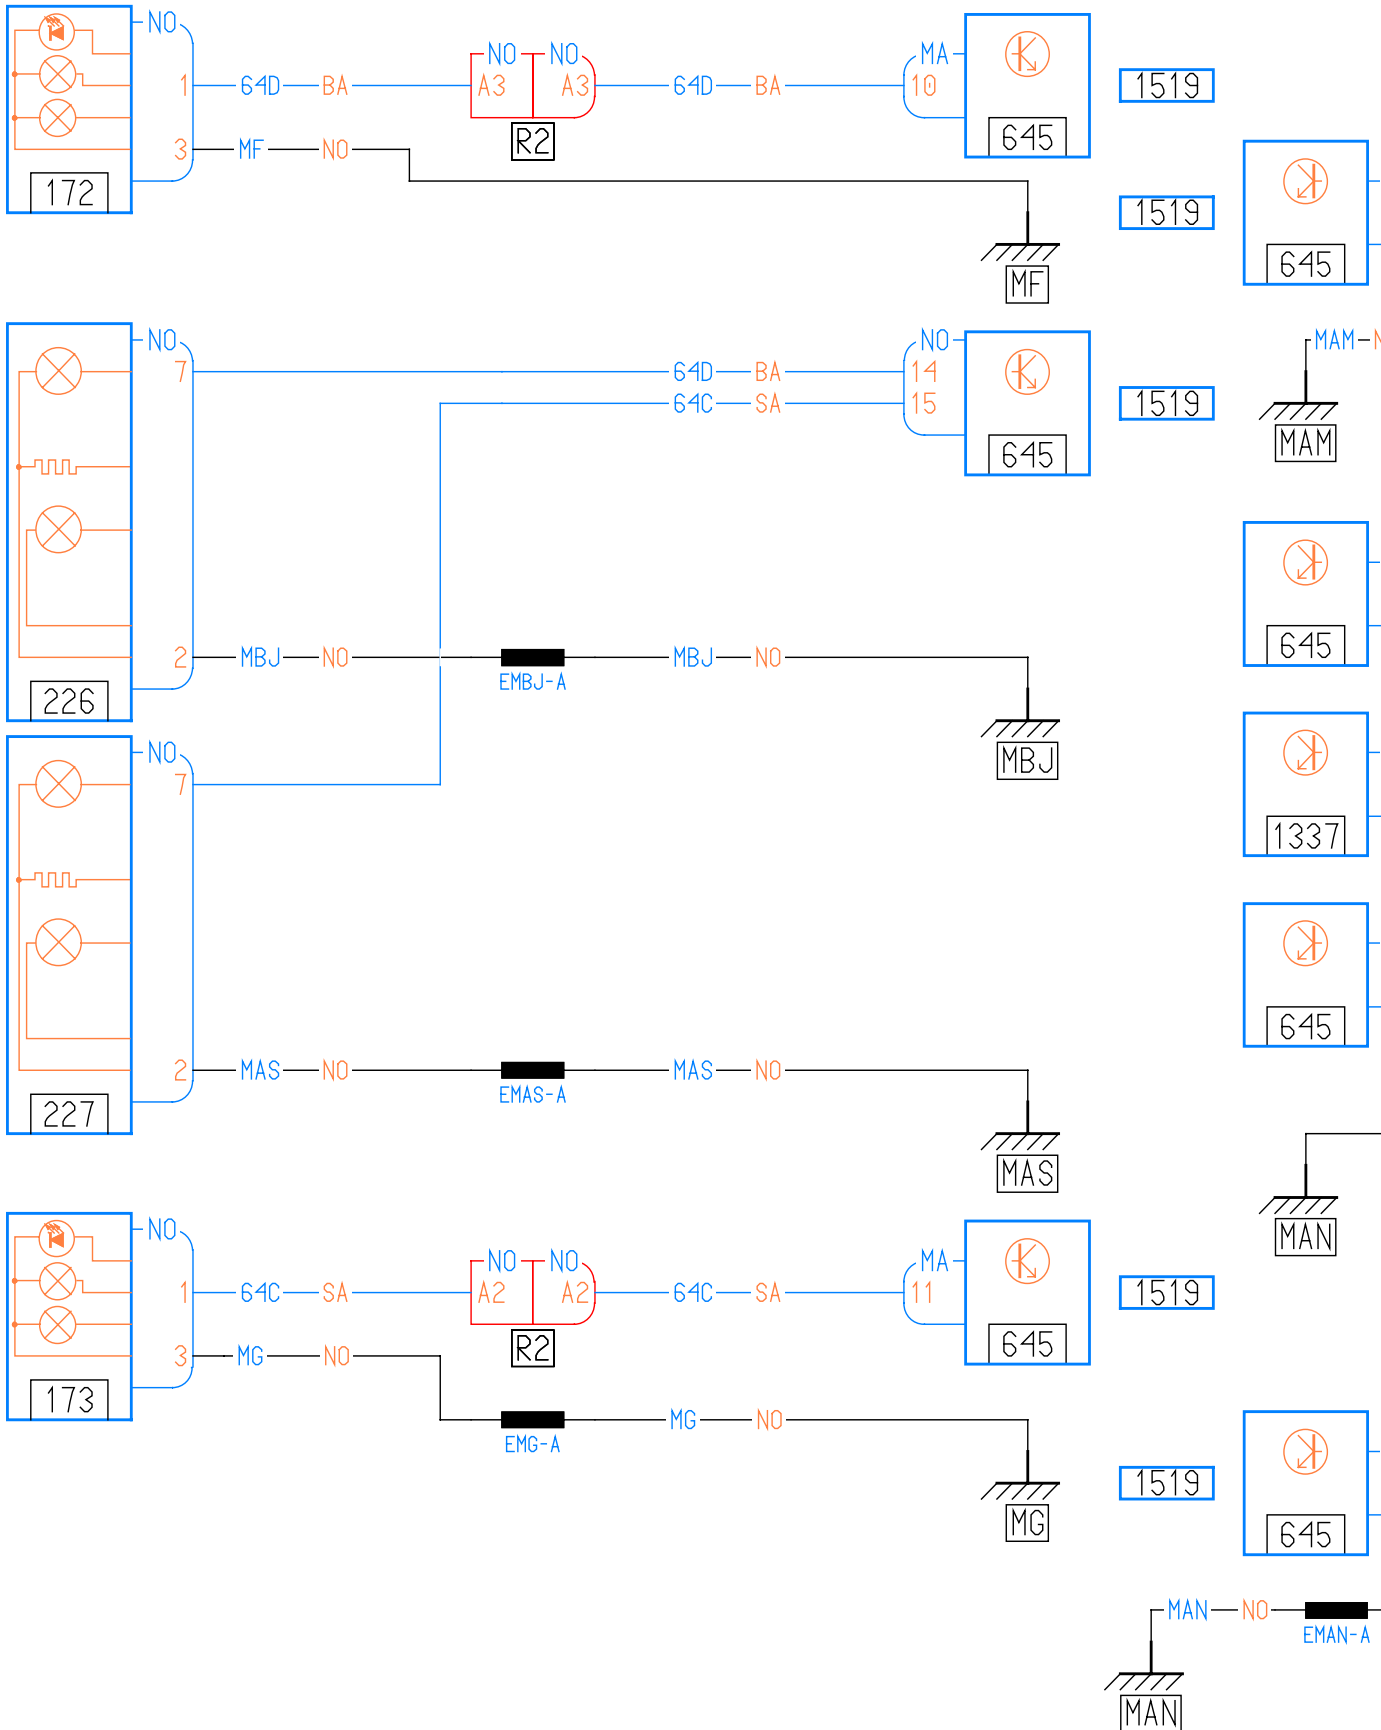 NO
1 64D BA A3 NO NO A3 64D BA MA 10
3 MF NO
R2
172
645
1519
MF
1519
645
NO
7 64D BA NO 14
64C SA 15
645
1519
MAM
MAM
2 MBJ NO EMBJ-A MBJ NO
226
MBJ
645
NO
7
1337
645
2 MAS NO EMAS-A MAS NO
227
MAS
MAN
NO
1 64C SA A2 NO NO A2 64C SA MA 11
R2
3 MG NO EMG-A MG NO
173
645
1519
MG
1519
645
MAN NO EMAN-A
MAN